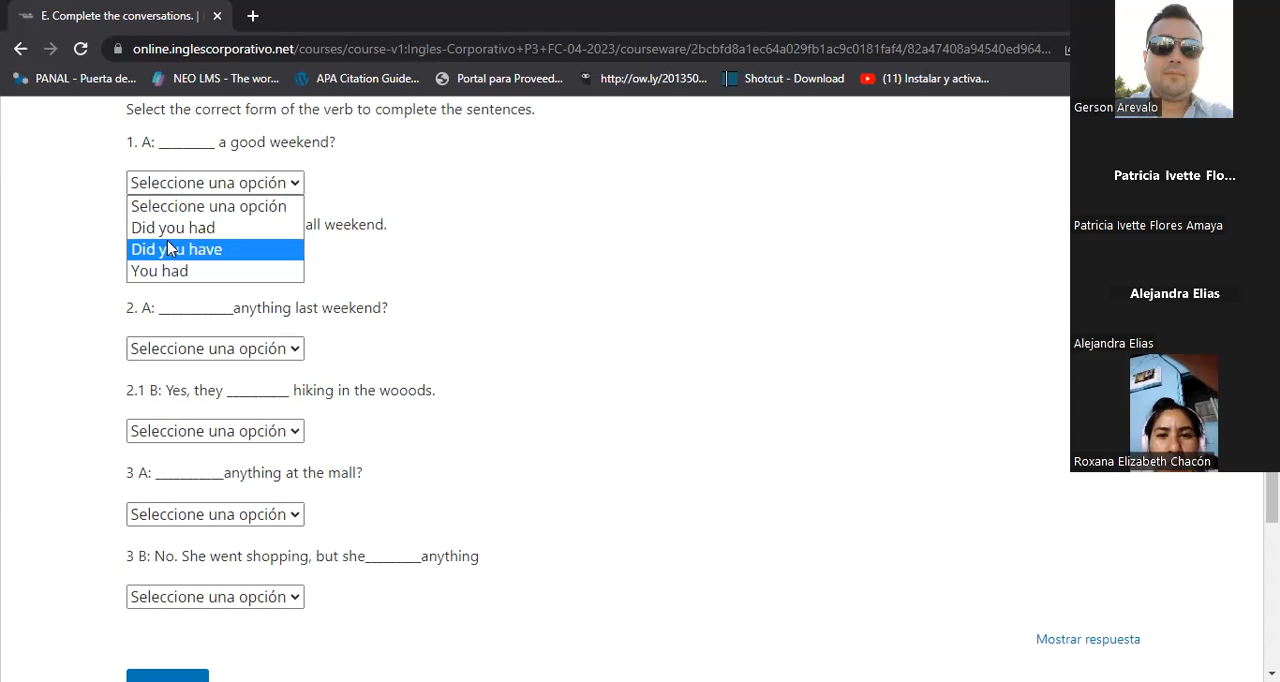 E. Complete the conversations. |
online.inglescorporativo.net/courses/course-v1:Ingles-Corporativo+P3+FC-04-2023/courseware/2bcbfd8a1ec64a029fb1ac9c0181faf4/82a47408a94540ed964...
PANAL - Puerta de... NEO LMS - The wor... APA Citation Guide... Portal para Proveed... http://ow.ly/201350... Shotcut - Download (11) Instalar y activa...
Select the correct form of the verb to complete the sentences.
1. A: ________ a good weekend?
Seleccione una opción
Seleccione una opción
Did you had
all weekend.
Did you have
You had
2. A: ___________anything last weekend?
Seleccione una opción
2.1 B: Yes, they _________ hiking in the wooods.
Seleccione una opción
3 A: __________anything at the mall?
Seleccione una opción
3 B: No. She went shopping, but she________anything
Seleccione una opción
Mostrar respuesta
Gerson Arevalo
Patricia Ivette Flo...
Patricia Ivette Flores Amaya
Alejandra Elias
Alejandra Elias
Roxana Elizabeth Chacón